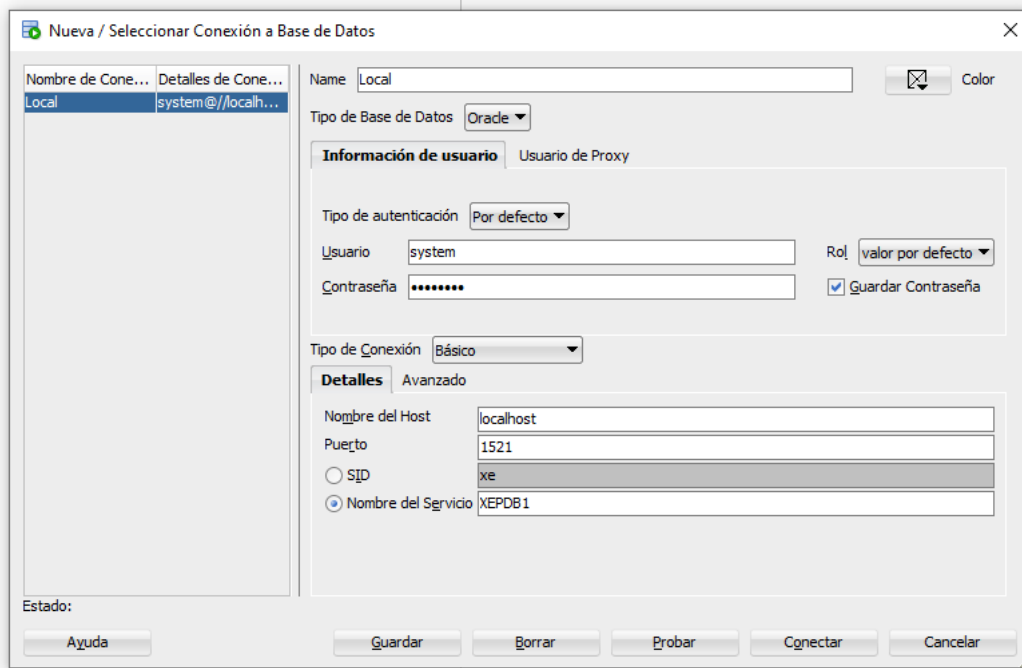 Nueva / Seleccionar Conexión a Base de Datos
Nombre de Cone... Detalles de Cone...
Local system@//localh...
Name Local Color
Tipo de Base de Datos Oracle
Información de usuario Usuario de Proxy
Tipo de autenticación Por defecto
Usuario system Rol valor por defecto
Contraseña •••••••• Guardar Contraseña
Tipo de Conexión Básico
Detalles Avanzado
Nombre del Host localhost
Puerto 1521
SID xe
Nombre del Servicio XEPDB1
Estado:
Ayuda Guardar Borrar Probar Conectar Cancelar